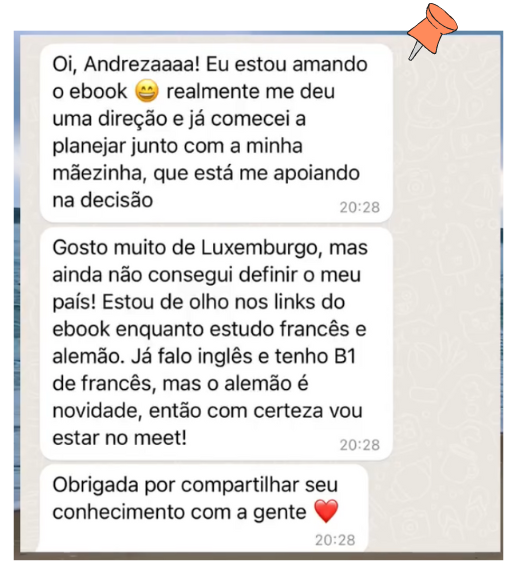 Oi, Andrezaaaa! Eu estou amando
o ebook 😄 realmente me deu
uma direção e já comecei a
planejar junto com a minha
mãezinha, que está me apoiando
na decisão
20:28
Gosto muito de Luxemburgo, mas
ainda não consegui definir o meu
país! Estou de olho nos links do
ebook enquanto estudo francês e
alemão. Já falo inglês e tenho B1
de francês, mas o alemão é
novidade, então com certeza vou
estar no meet!
20:28
Obrigada por compartilhar seu
conhecimento com a gente ❤️
20:28